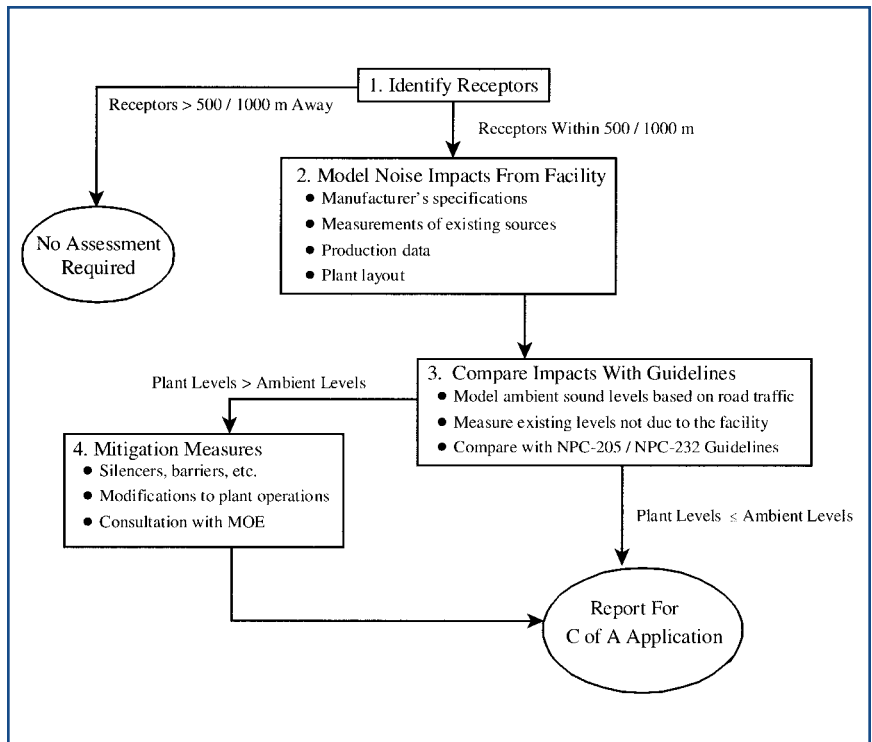 1. Identify Receptors
Receptors > 500 / 1000 m Away
Receptors Within 500 / 1000 m
2. Model Noise Impacts From Facility
● Manufacturer's specifications
● Measurements of existing sources
● Production data
● Plant layout
No Assessment
Required
3. Compare Impacts With Guidelines
● Model ambient sound levels based on road traffic
● Measure existing levels not due to the facility
● Compare with NPC-205 / NPC-232 Guidelines
Plant Levels > Ambient Levels
4. Mitigation Measures
● Silencers, barriers, etc.
● Modifications to plant operations
● Consultation with MOE
Plant Levels ≤ Ambient Levels
Report For
C of A Application